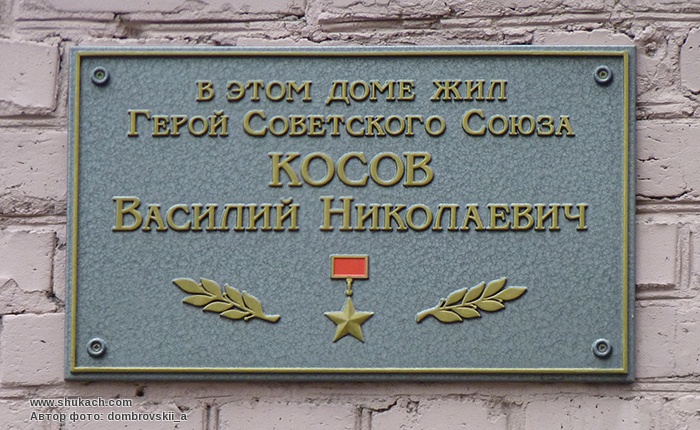 В ЭТОМ ДОМЕ ЖИЛ
ГЕРОЙ СОВЕТСКОГО СОЮЗА
КОСОВ
ВАСИЛИЙ НИКОЛАЕВИЧ
www.shukach.com
Автор фото: dombrovskii_a